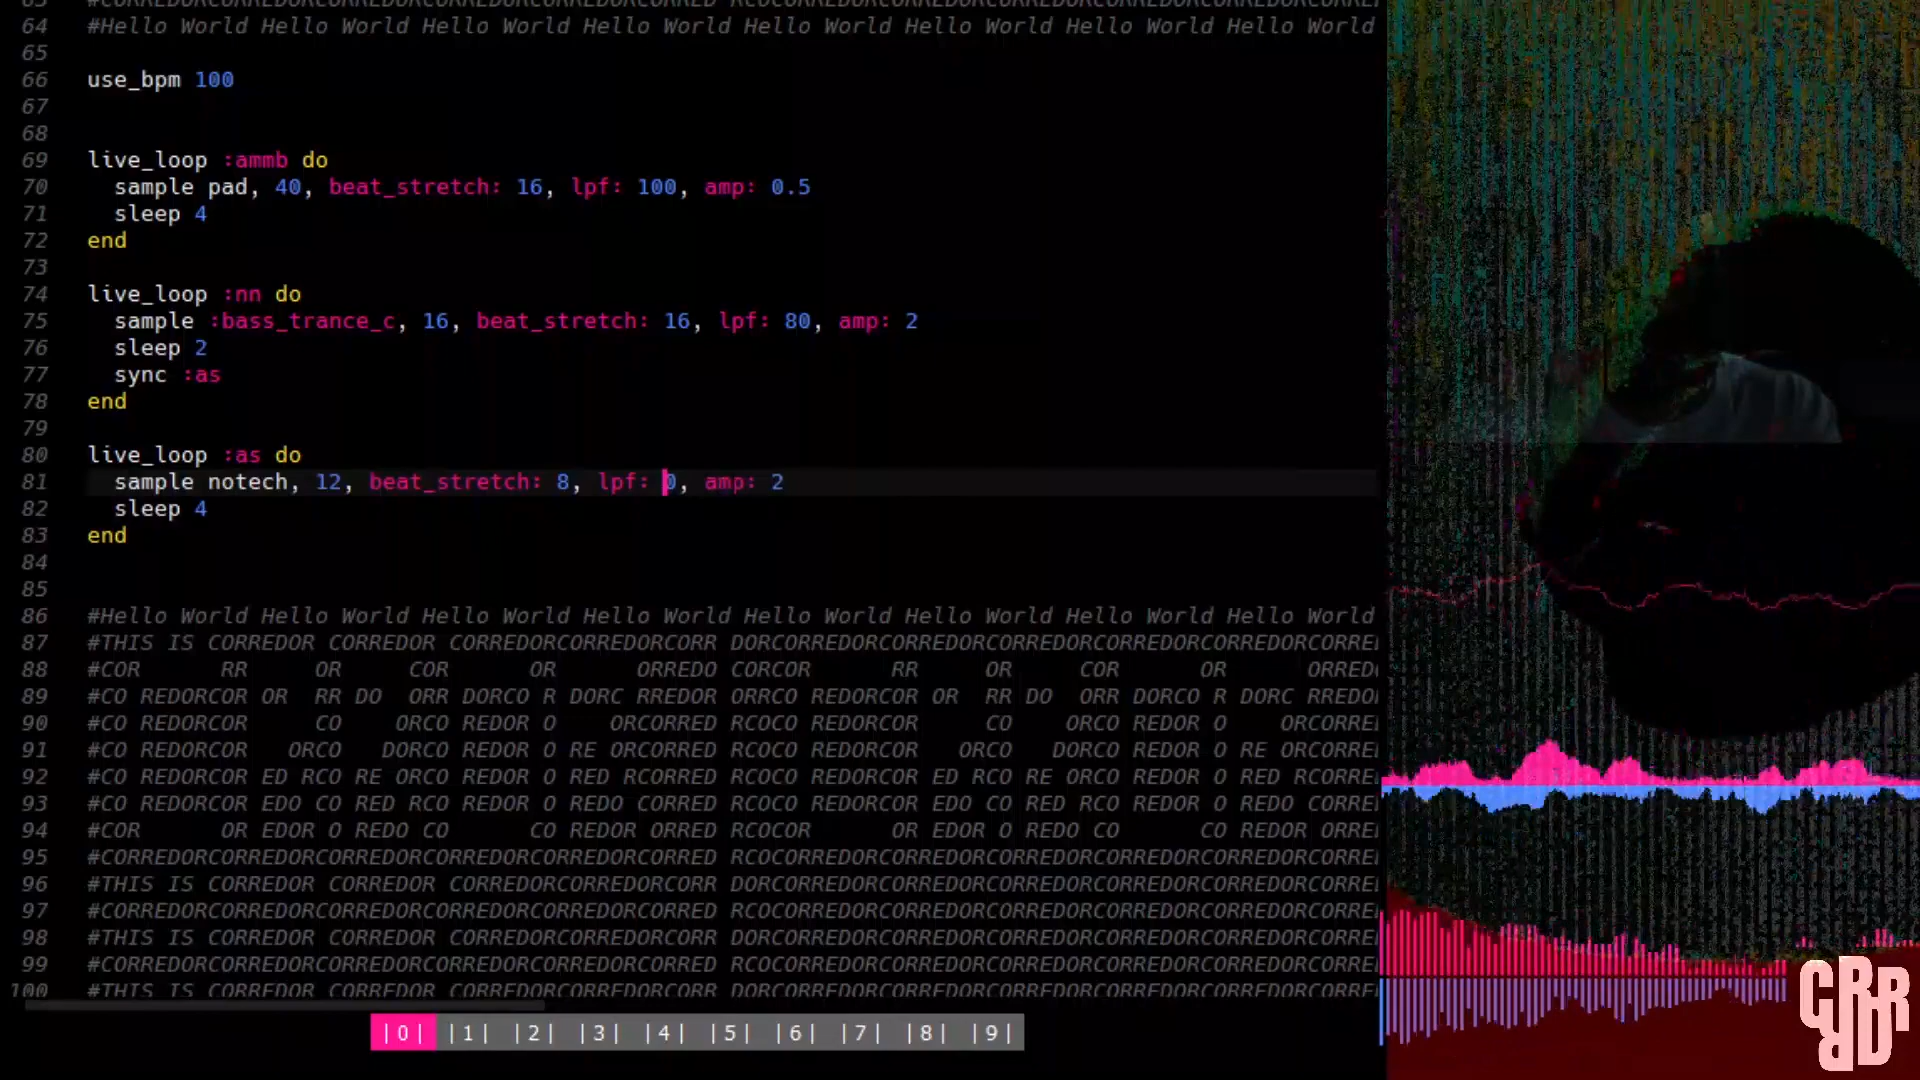 64 #Hello World Hello World Hello World Hello World Hello World Hello World Hello World Hello World
65
66 use_bpm 100
67
68
69 live_loop :ammb do
70 sample pad, 40, beat_stretch: 16, lpf: 100, amp: 0.5
71 sleep 4
72 end
73
74 live_loop :nn do
75 sample :bass_trance_c, 16, beat_stretch: 16, lpf: 80, amp: 2
76 sleep 2
77 sync :as
78 end
79
80 live_loop :as do
81 sample notech, 12, beat_stretch: 8, lpf: 0, amp: 2
82 sleep 4
83 end
84
85
86 #Hello World Hello World Hello World Hello World Hello World Hello World Hello World Hello World
87 #THIS IS CORREDOR CORREDOR CORREDORCORREDORCORR DORCORREDORCORREDORCORREDORCORREDORCORREDORCORRE
88 #COR      RR     OR     COR      OR      ORREDO CORCOR      RR     OR     COR      OR      ORRED
89 #CO REDORCOR OR  RR DO  ORR DORCO R DORC RREDOR ORRCO REDORCOR OR  RR DO  ORR DORCO R DORC RREDO
90 #CO REDORCOR     CO    ORCO REDOR O    ORCORRED RCOCO REDORCOR     CO    ORCO REDOR O    ORCORRE
91 #CO REDORCOR   ORCO   DORCO REDOR O RE ORCORRED RCOCO REDORCOR   ORCO   DORCO REDOR O RE ORCORRE
92 #CO REDORCOR ED RCO RE ORCO REDOR O RED RCORRED RCOCO REDORCOR ED RCO RE ORCO REDOR O RED RCORRE
93 #CO REDORCOR EDO CO RED RCO REDOR O REDO CORRED RCOCO REDORCOR EDO CO RED RCO REDOR O REDO CORRE
94 #COR      OR EDOR O REDO CO      CO REDOR ORRED RCOCOR      OR EDOR O REDO CO      CO REDOR ORRE
95 #CORREDORCORREDORCORREDORCORREDORCORREDORCORRED RCOCORREDORCORREDORCORREDORCORREDORCORREDORCORRE
96 #THIS IS CORREDOR CORREDOR CORREDORCORREDORCORR DORCORREDORCORREDORCORREDORCORREDORCORREDORCORRE
97 #CORREDORCORREDORCORREDORCORREDORCORREDORCORRED RCOCORREDORCORREDORCORREDORCORREDORCORREDORCORRE
98 #THIS IS CORREDOR CORREDOR CORREDORCORREDORCORR DORCORREDORCORREDORCORREDORCORREDORCORREDORCORRE
99 #CORREDORCORREDORCORREDORCORREDORCORREDORCORRED RCOCORREDORCORREDORCORREDORCORREDORCORREDORCORRE
100 #THIS IS CORREDOR CORREDOR CORREDORCORREDORCORR DORCORREDORCORREDORCORREDORCORREDORCORREDORCORRE
|0| |1| |2| |3| |4| |5| |6| |7| |8| |9|